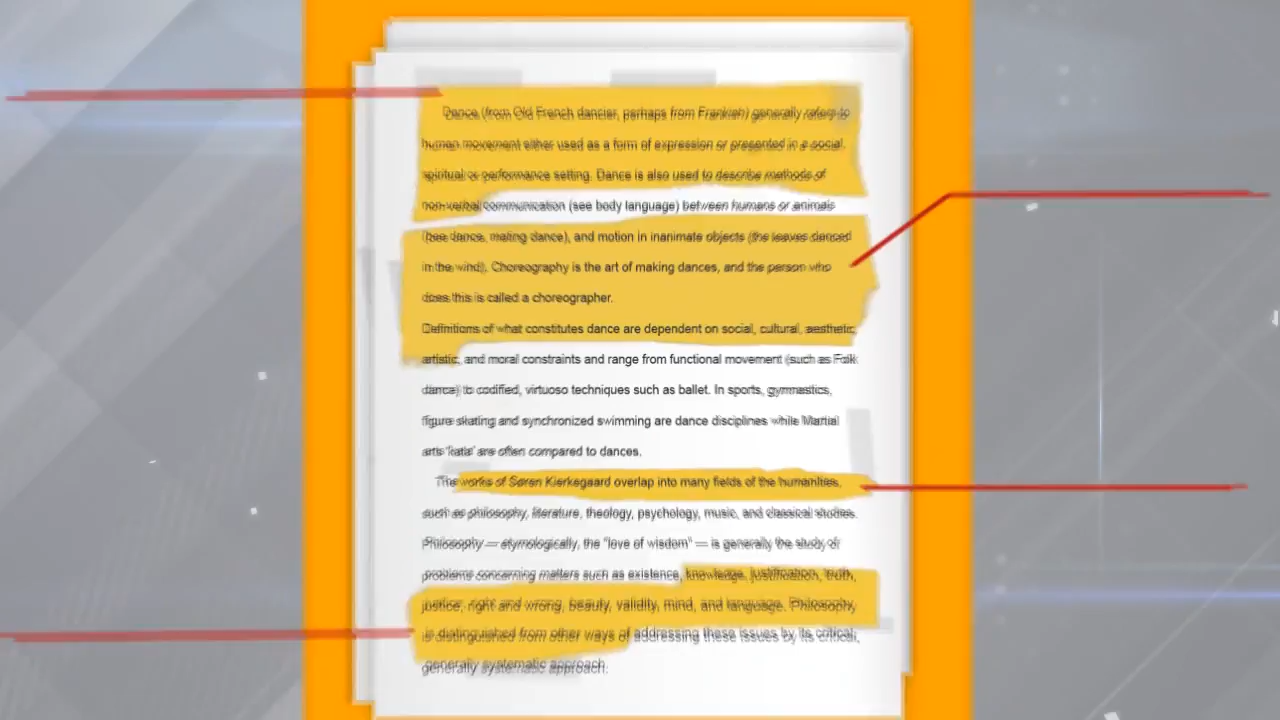 Dance (from Old French dancier, perhaps from Frankish) generally refers to
human movement either used as a form of expression or presented in a social,
spiritual or performance setting. Dance is also used to describe methods of
non-verbal communication (see body language) between humans or animals
(bee dance, mating dance), and motion in inanimate objects (the leaves danced
in the wind). Choreography is the art of making dances, and the person who
does this is called a choreographer.
Definitions of what constitutes dance are dependent on social, cultural, aesthetic,
artistic, and moral constraints and range from functional movement (such as Folk
dance) to codified, virtuoso techniques such as ballet. In sports, gymnastics,
figure skating and synchronized swimming are dance disciplines while Martial
arts 'kata' are often compared to dances.
The works of Søren Kierkegaard overlap into many fields of the humanities,
such as philosophy, literature, theology, psychology, music, and classical studies.
Philosophy — etymologically, the "love of wisdom" — is generally the study of
problems concerning matters such as existence, knowledge, justification, truth,
justice, right and wrong, beauty, validity, mind, and language. Philosophy
is distinguished from other ways of addressing these issues by its critical,
generally systematic approach.